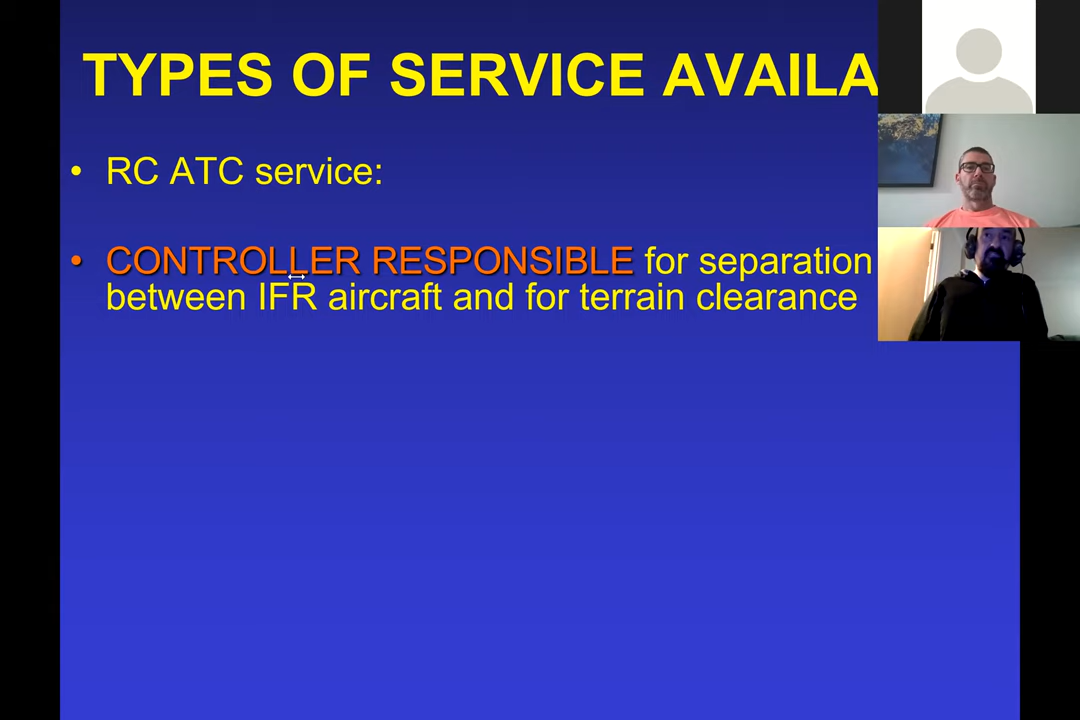 TYPES OF SERVICE AVAILA
• RC ATC service:
• CONTROLLER RESPONSIBLE for separation
between IFR aircraft and for terrain clearance